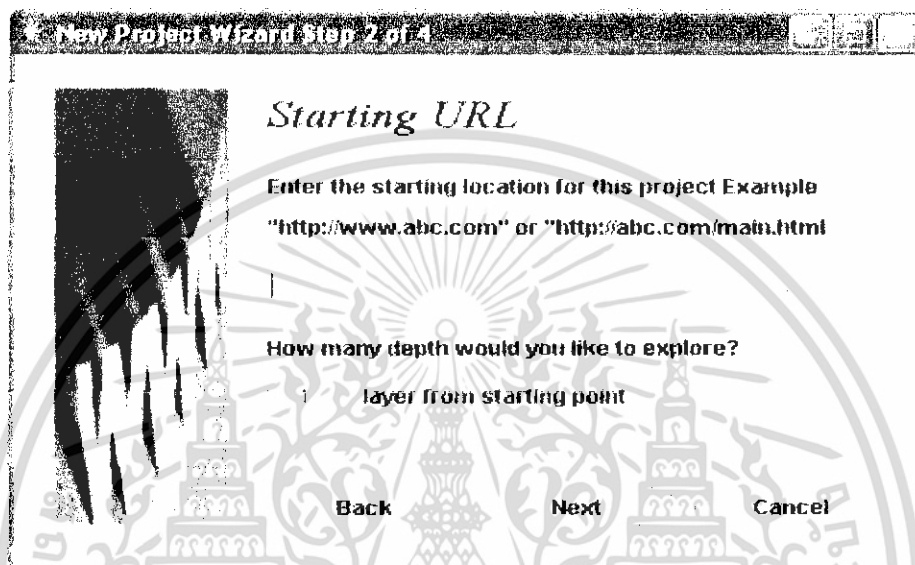 New Project Wizard Step 2 of 4
Starting URL
Enter the starting location for this project Example
"http://www.abc.com" or "http://abc.com/main.html
How many depth would you like to explore?
1 layer from starting point
Back Next Cancel